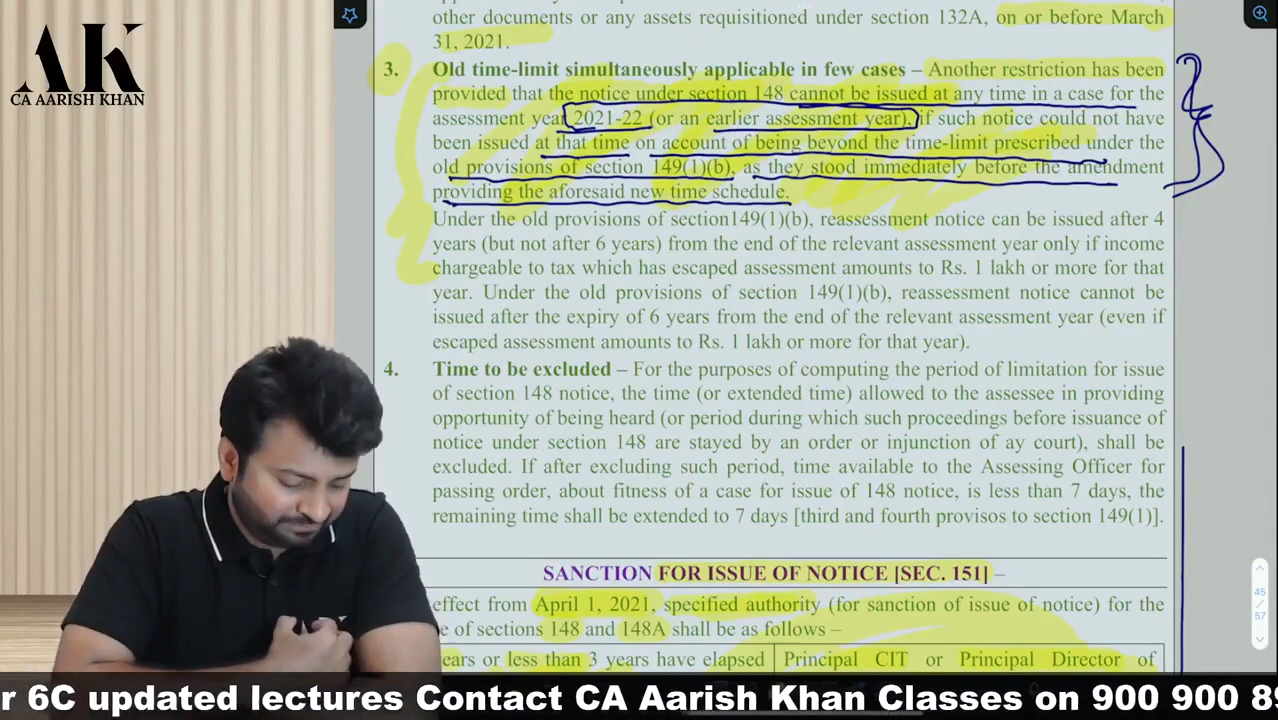 AK
CA AARISH KHAN
other documents or any assets requisitioned under section 132A, on or before March
31, 2021.
3. Old time-limit simultaneously applicable in few cases – Another restriction has been
provided that the notice under section 148 cannot be issued at any time in a case for the
assessment year 2021-22 (or an earlier assessment year), if such notice could not have
been issued at that time on account of being beyond the time-limit prescribed under the
old provisions of section 149(1)(b), as they stood immediately before the amendment
providing the aforesaid new time schedule.
Under the old provisions of section149(1)(b), reassessment notice can be issued after 4
years (but not after 6 years) from the end of the relevant assessment year only if income
chargeable to tax which has escaped assessment amounts to Rs. 1 lakh or more for that
year. Under the old provisions of section 149(1)(b), reassessment notice cannot be
issued after the expiry of 6 years from the end of the relevant assessment year (even if
escaped assessment amounts to Rs. 1 lakh or more for that year).
4. Time to be excluded – For the purposes of computing the period of limitation for issue
of section 148 notice, the time (or extended time) allowed to the assessee in providing
opportunity of being heard (or period during which such proceedings before issuance of
notice under section 148 are stayed by an order or injunction of ay court), shall be
excluded. If after excluding such period, time available to the Assessing Officer for
passing order, about fitness of a case for issue of 148 notice, is less than 7 days, the
remaining time shall be extended to 7 days [third and fourth provisos to section 149(1)].
SANCTION FOR ISSUE OF NOTICE [SEC. 151] –
effect from April 1, 2021, specified authority (for sanction of issue of notice) for the
e of sections 148 and 148A shall be as follows –
ears or less than 3 years have elapsed Principal CIT or Principal Director of
45
/
57
r 6C updated lectures Contact CA Aarish Khan Classes on 900 900 89